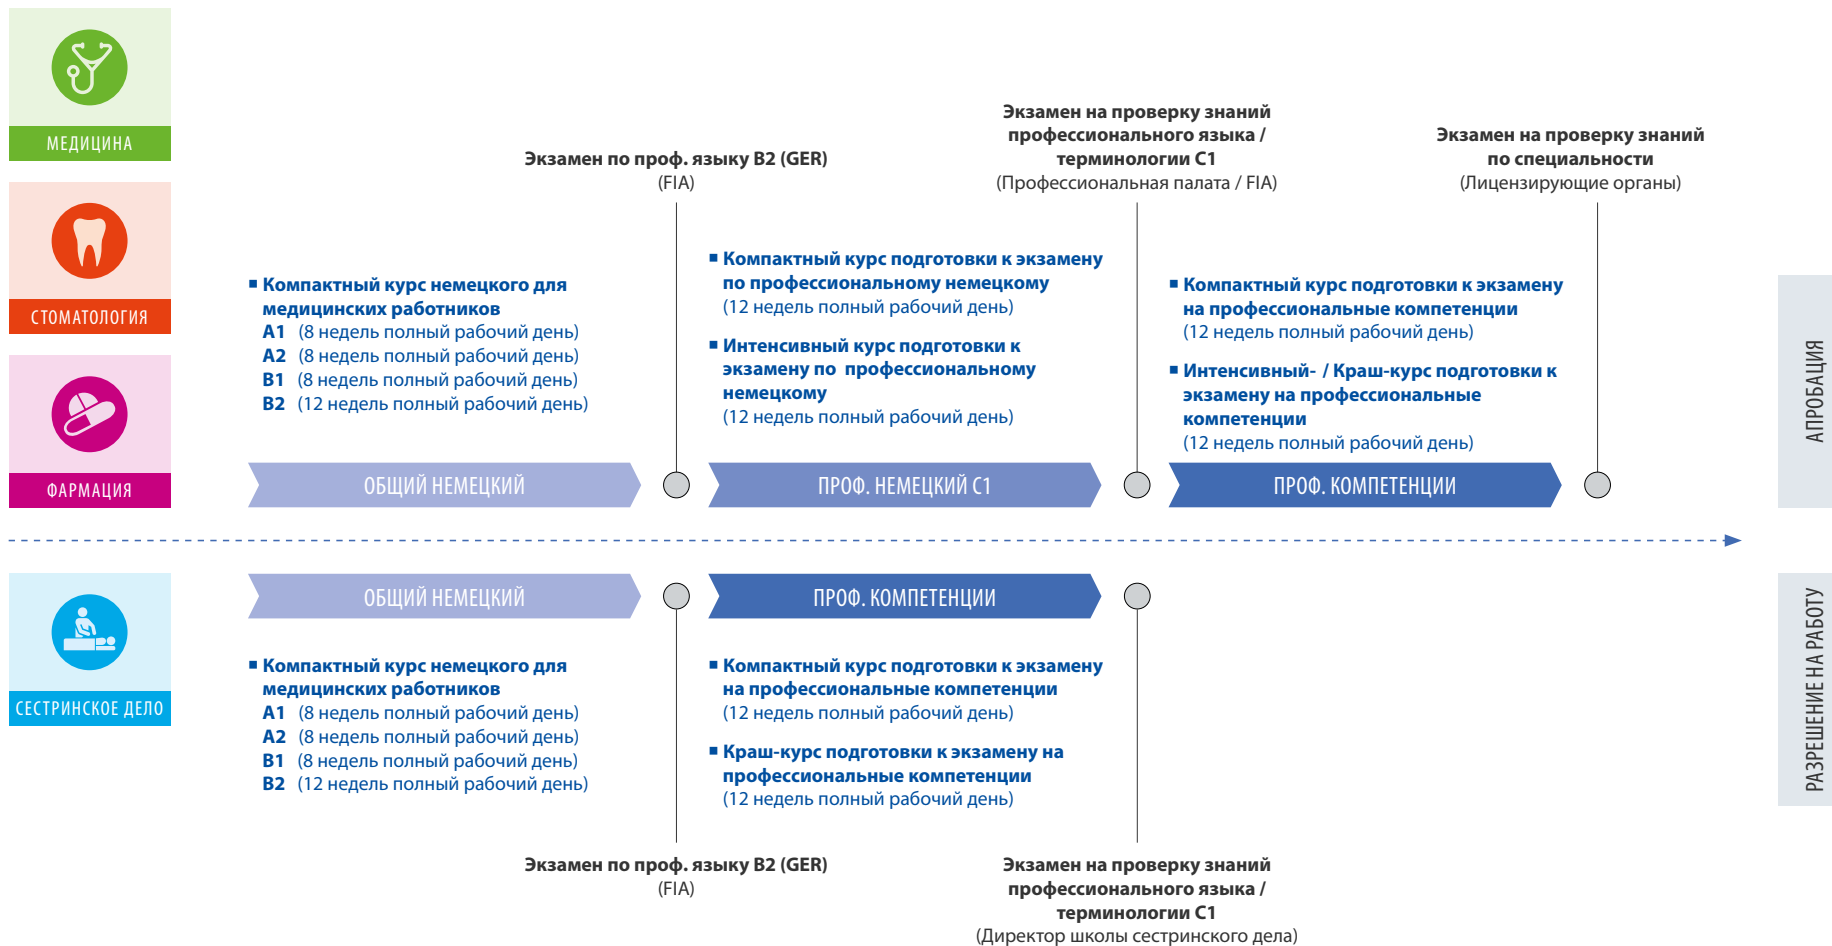 МЕДИЦИНА
СТОМАТОЛОГИЯ
ФАРМАЦИЯ
Экзамен по проф. языку B2 (GER)
(FIA)
Экзамен на проверку знаний
профессионального языка /
терминологии C1
(Профессиональная палата / FIA)
Экзамен на проверку знаний
по специальности
(Лицензирующие органы)
▪ Компактный курс немецкого для
медицинских работников
A1 (8 недель полный рабочий день)
A2 (8 недель полный рабочий день)
B1 (8 недель полный рабочий день)
B2 (12 недель полный рабочий день)
▪ Компактный курс подготовки к экзамену
по профессиональному немецкому
(12 недель полный рабочий день)
▪ Интенсивный курс подготовки к
экзамену по профессиональному
немецкому
(12 недель полный рабочий день)
▪ Компактный курс подготовки к экзамену
на профессиональные компетенции
(12 недель полный рабочий день)
▪ Интенсивный- / Краш-курс подготовки к
экзамену на профессиональные
компетенции
(12 недель полный рабочий день)
ОБЩИЙ НЕМЕЦКИЙ
ПРОФ. НЕМЕЦКИЙ C1
ПРОФ. КОМПЕТЕНЦИИ
АПРОБАЦИЯ
СЕСТРИНСКОЕ ДЕЛО
ОБЩИЙ НЕМЕЦКИЙ
ПРОФ. КОМПЕТЕНЦИИ
▪ Компактный курс немецкого для
медицинских работников
A1 (8 недель полный рабочий день)
A2 (8 недель полный рабочий день)
B1 (8 недель полный рабочий день)
B2 (12 недель полный рабочий день)
▪ Компактный курс подготовки к экзамену
на профессиональные компетенции
(12 недель полный рабочий день)
▪ Краш-курс подготовки к экзамену на
профессиональные компетенции
(12 недель полный рабочий день)
Экзамен по проф. языку B2 (GER)
(FIA)
Экзамен на проверку знаний
профессионального языка /
терминологии C1
(Директор школы сестринского дела)
РАЗРЕШЕНИЕ НА РАБОТУ